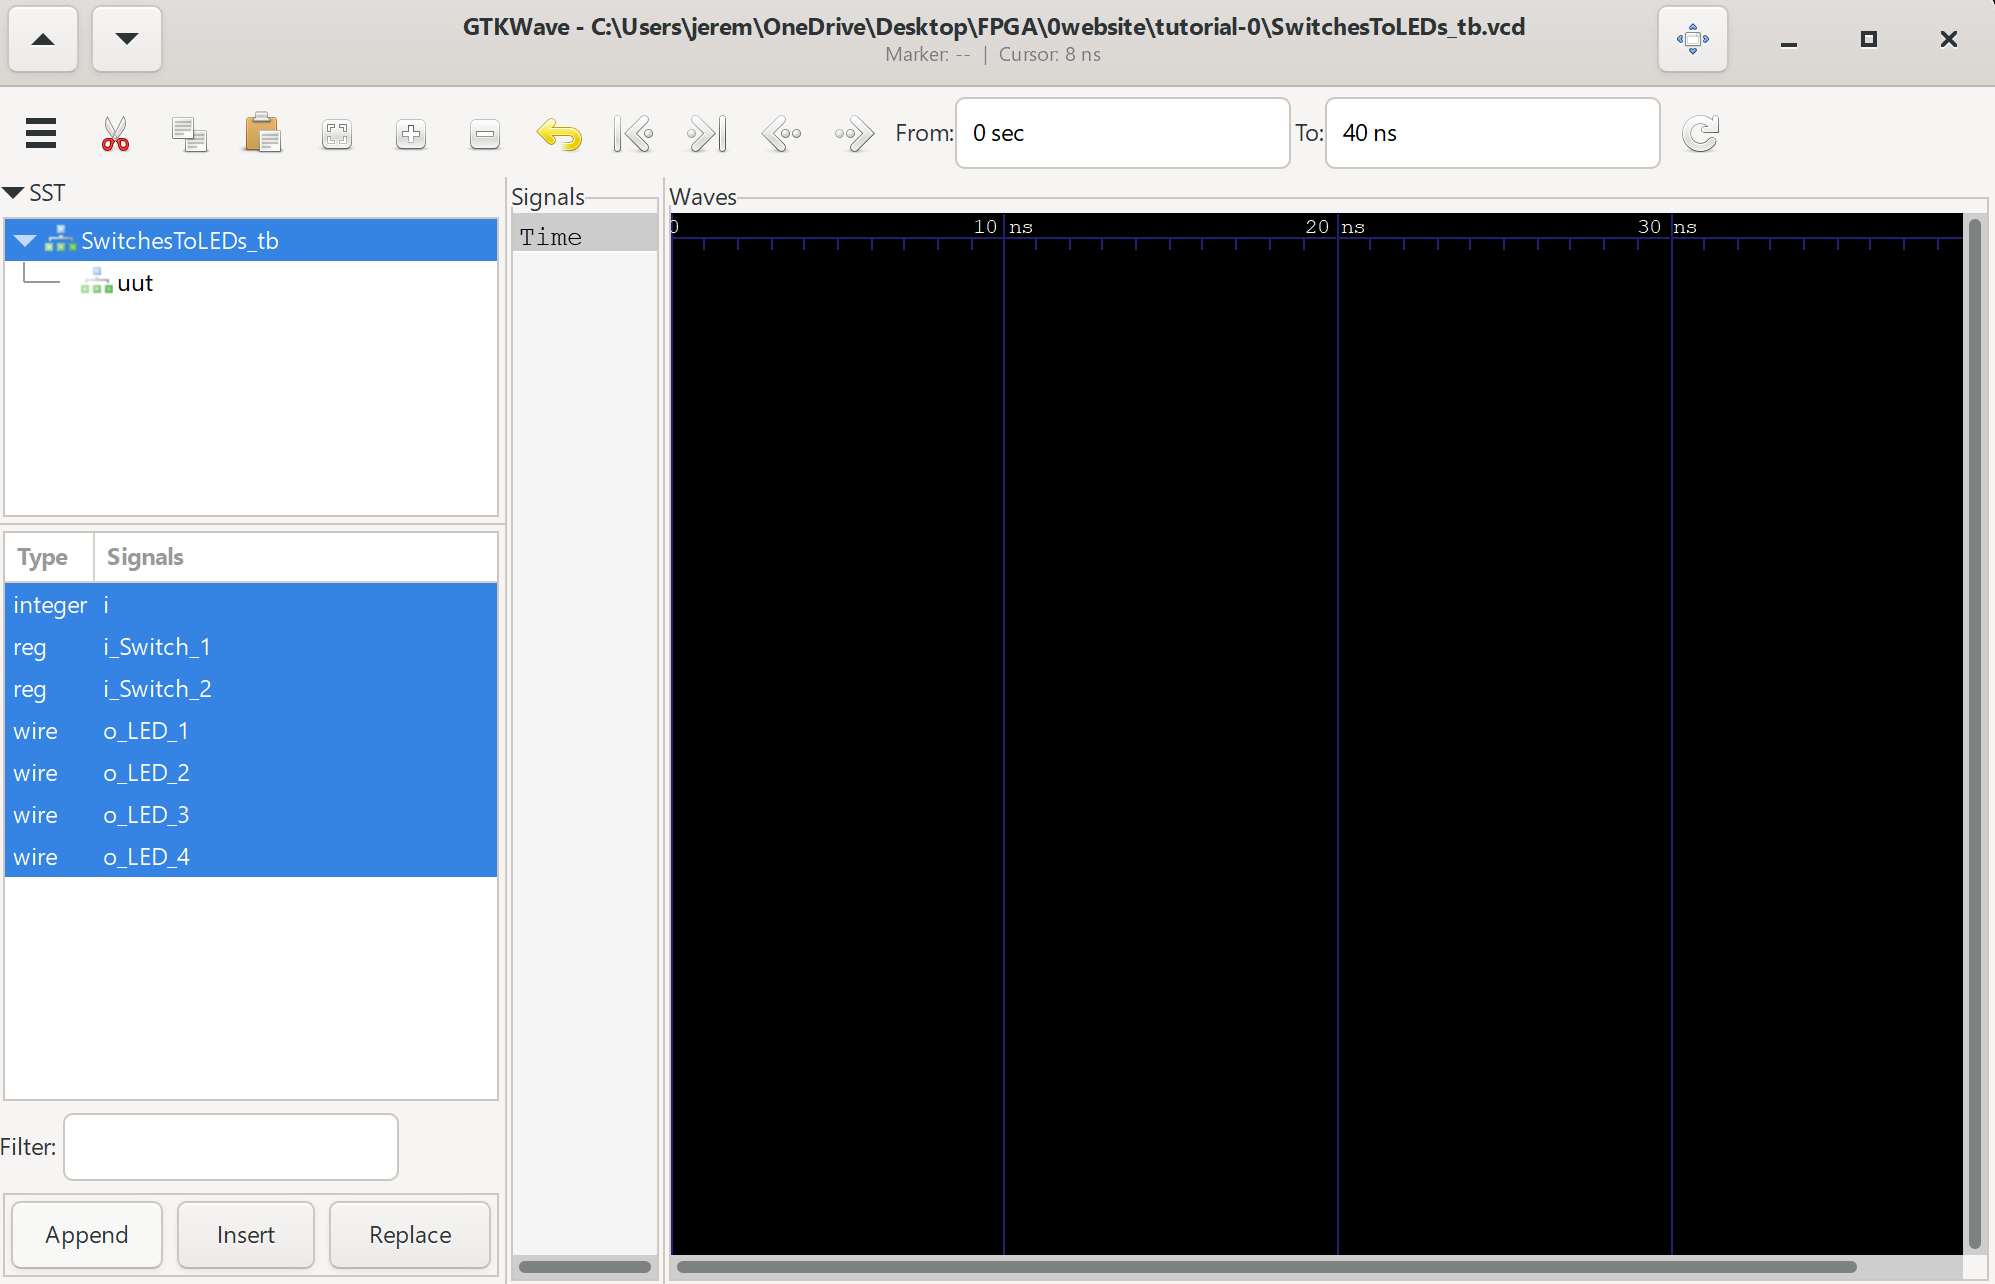 GTKWave - C:\Users\jerem\OneDrive\Desktop\FPGA\0website\tutorial-0\SwitchesToLEDs_tb.vcd
Marker: -- | Cursor: 8 ns
From: 0 sec To: 40 ns
SST
SwitchesToLEDs_tb
uut
Type Signals
integer i
reg i_Switch_1
reg i_Switch_2
wire o_LED_1
wire o_LED_2
wire o_LED_3
wire o_LED_4
Filter:
Append Insert Replace
Signals
Time
Waves
0 10 ns 20 ns 30 ns